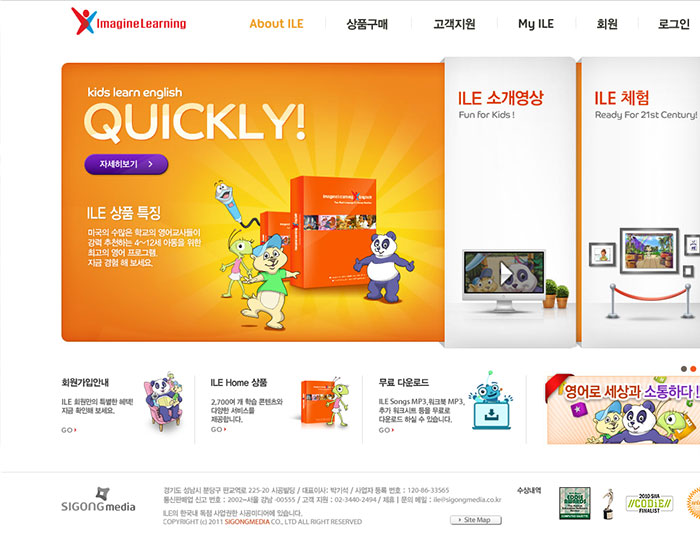 Imagine Learning
About ILE 상품구매 고객지원 My ILE 회원 로그인
kids learn english
QUICKLY!
자세히보기
ILE 상품 특징
미국의 수많은 학교의 영어교사들이
강력 추천하는 4~12세 아동을 위한
최고의 영어 프로그램.
지금 경험 해 보세요.
ILE 소개영상
Fun for Kids !
ILE 체험
Ready For 21st Century!
회원가입안내
ILE 회원만의 특별한 혜택!
지금 확인해 보세요.
GO
ILE Home 상품
2,700여 개 학습 콘텐츠와
다양한 서비스를
제공합니다.
GO
무료 다운로드
ILE Songs MP3, 워크북 MP3,
추가 워크시트 등을 무료로
다운로드 하실 수 있습니다.
GO
영어로 세상과 소통하다!
SIGONGmedia
경기도 성남시 분당구 판교역로 225-20 시공빌딩 / 대표이사: 박기석 / 사업자 등록 번호 : 120-86-33565
통신판매업 신고 번호 : 2002-서울 강남 -00555 / 고객 지원 : 02-3440-2494 / 제휴 | 문의 메일 : ile@sigongmedia.co.kr
ILE의 한국내 독점 사업권한 시공미디어에 있습니다.
COPYRIGHT (c) 2011 SIGONGMEDIA CO., LTD ALL RIGHT RESERVED
Site Map
수상내역
2010 SIIA
CODiE
FINALIST